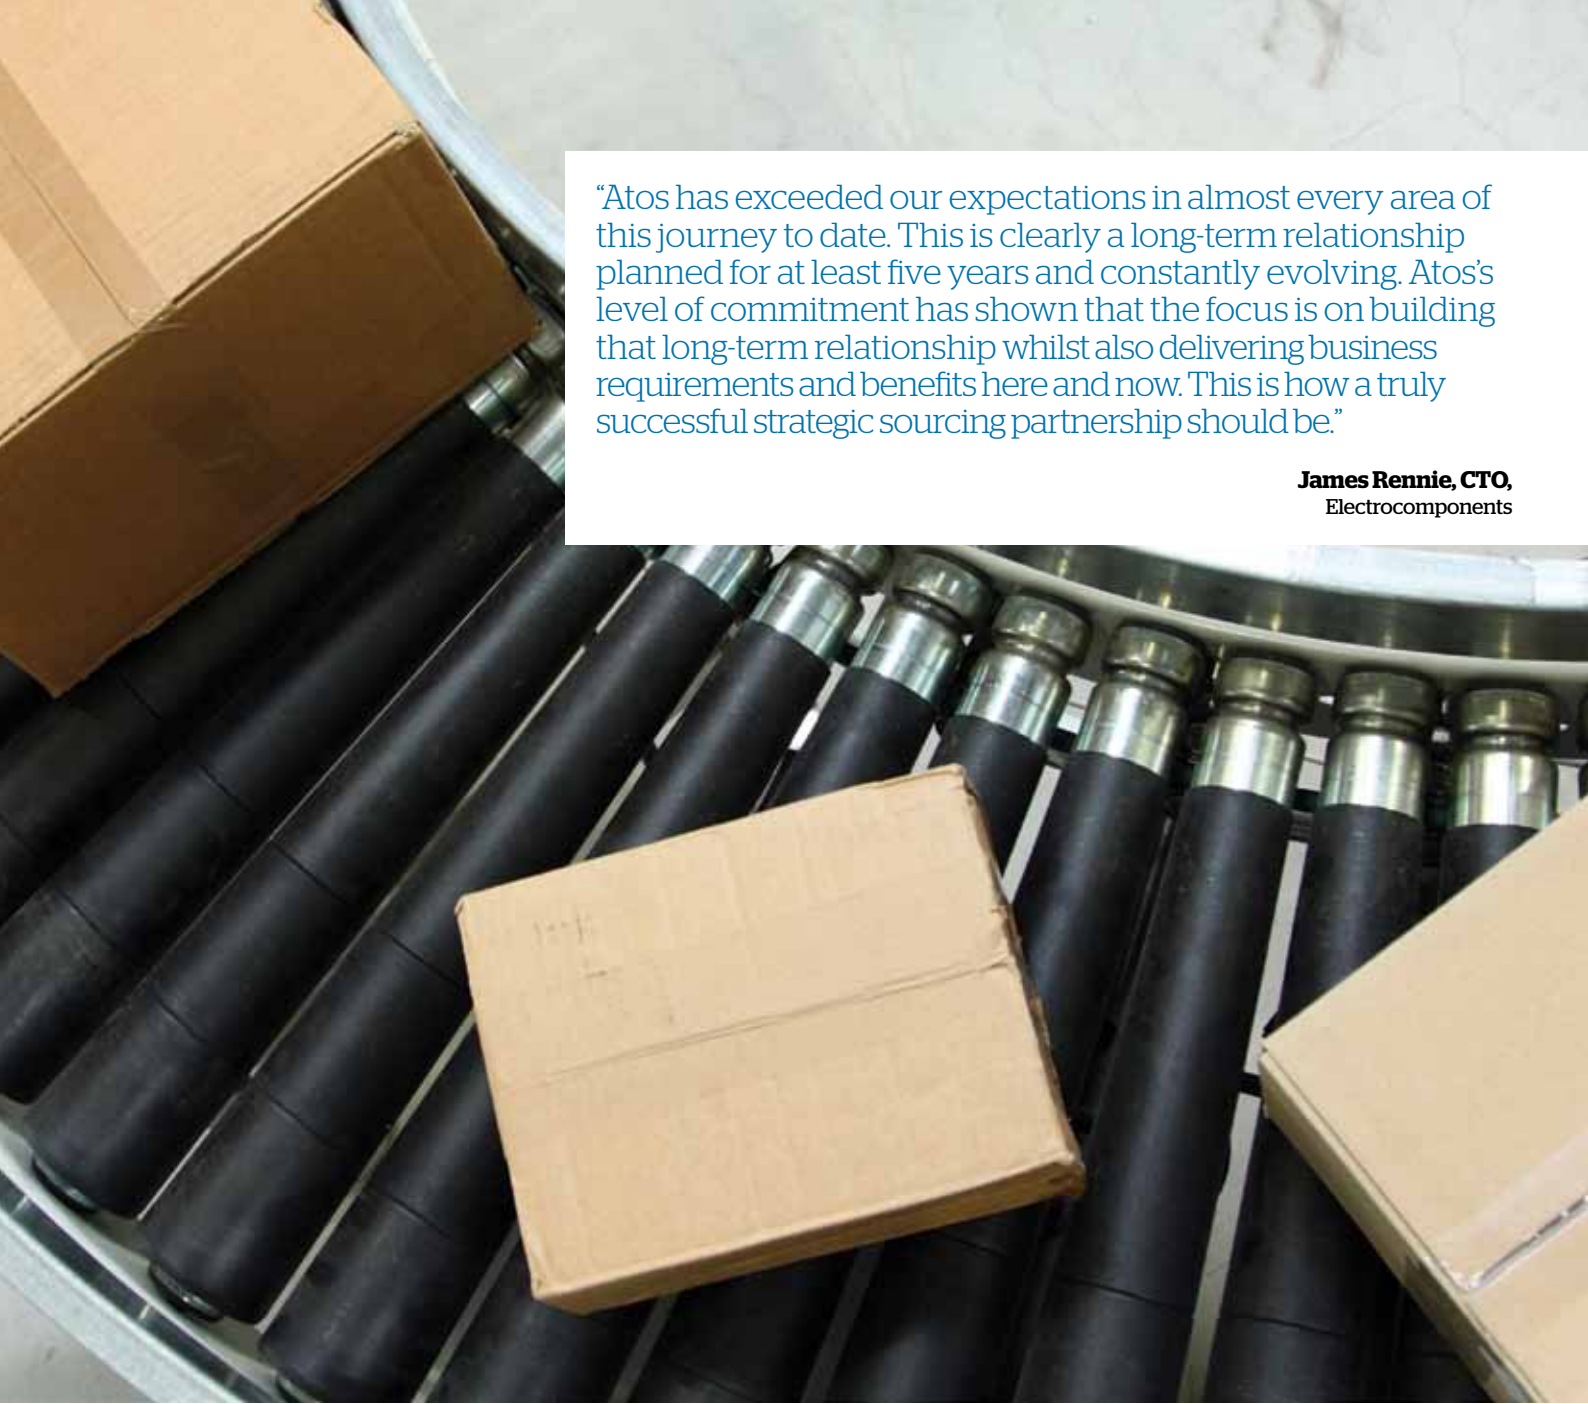 “Atos has exceeded our expectations in almost every area of
this journey to date. This is clearly a long-term relationship
planned for at least five years and constantly evolving. Atos’s
level of commitment has shown that the focus is on building
that long-term relationship whilst also delivering business
requirements and benefits here and now. This is how a truly
successful strategic sourcing partnership should be.”
James Rennie, CTO,
Electrocomponents